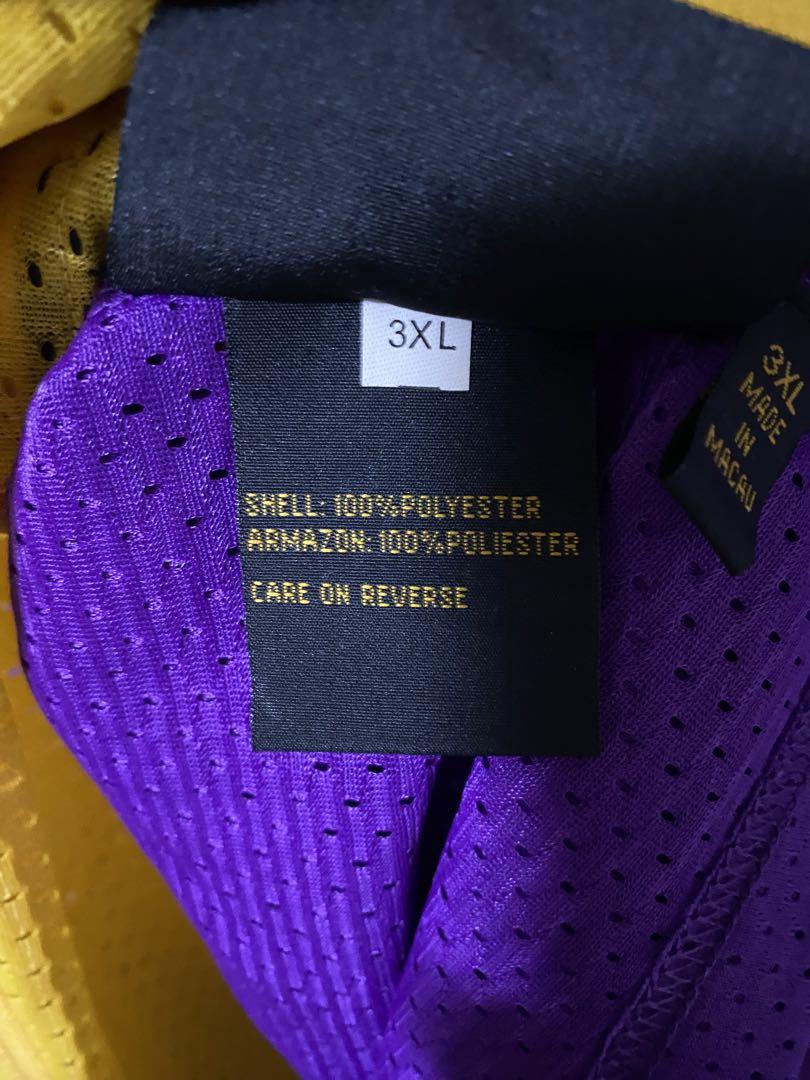 3XL
SHELL: 100%POLYESTER
ARMAZON: 100%POLIESTER
CARE ON REVERSE
3XL
MADE
IN
MACAU